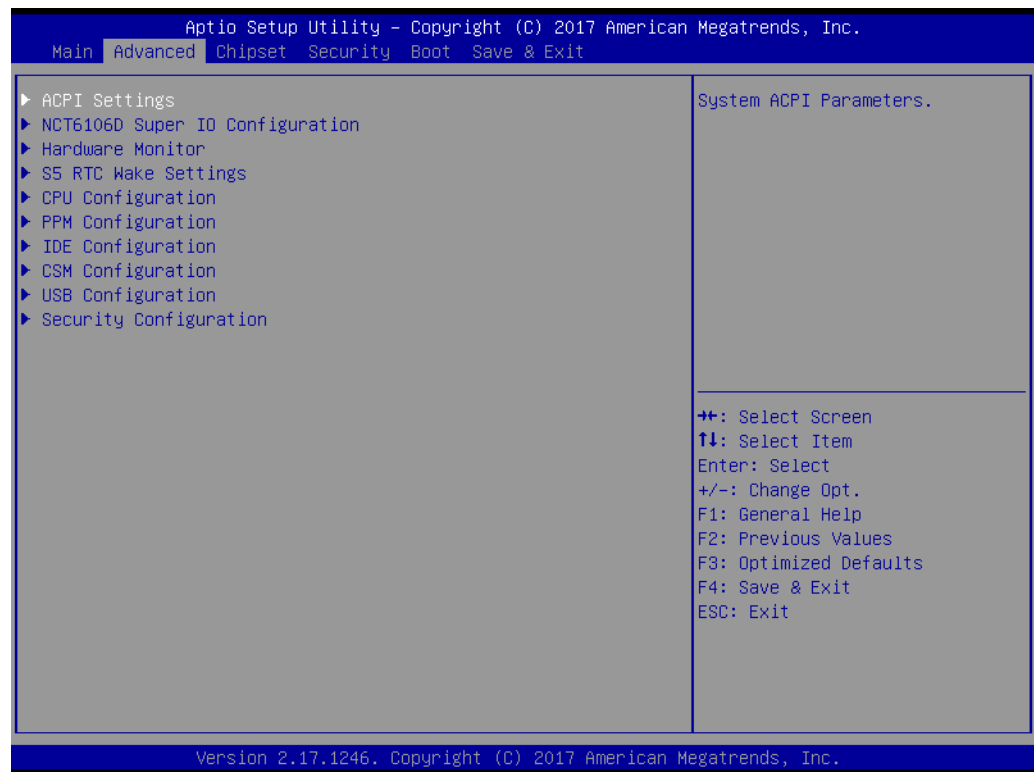 Aptio Setup Utility – Copyright (C) 2017 American Megatrends, Inc.
Main Advanced Chipset Security Boot Save & Exit
▶ ACPI Settings
▶ NCT6106D Super IO Configuration
▶ Hardware Monitor
▶ S5 RTC Wake Settings
▶ CPU Configuration
▶ PPM Configuration
▶ IDE Configuration
▶ CSM Configuration
▶ USB Configuration
▶ Security Configuration
System ACPI Parameters.
→←: Select Screen
↑↓: Select Item
Enter: Select
+/-: Change Opt.
F1: General Help
F2: Previous Values
F3: Optimized Defaults
F4: Save & Exit
ESC: Exit
Version 2.17.1246. Copyright (C) 2017 American Megatrends, Inc.